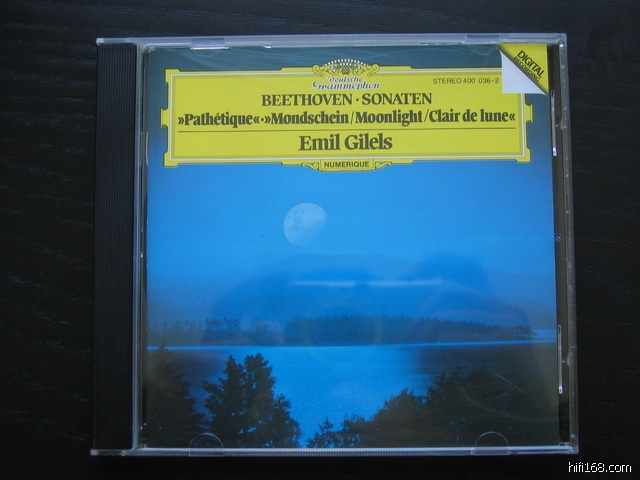 Deutsche
Grammophon
STEREO 400 036-2
DIGITAL
RECORDING
BEETHOVEN · SONATEN
»Pathétique«·»Mondschein/Moonlight/Clair de lune«
Emil Gilels
NUMERIQUE
hifi168.com